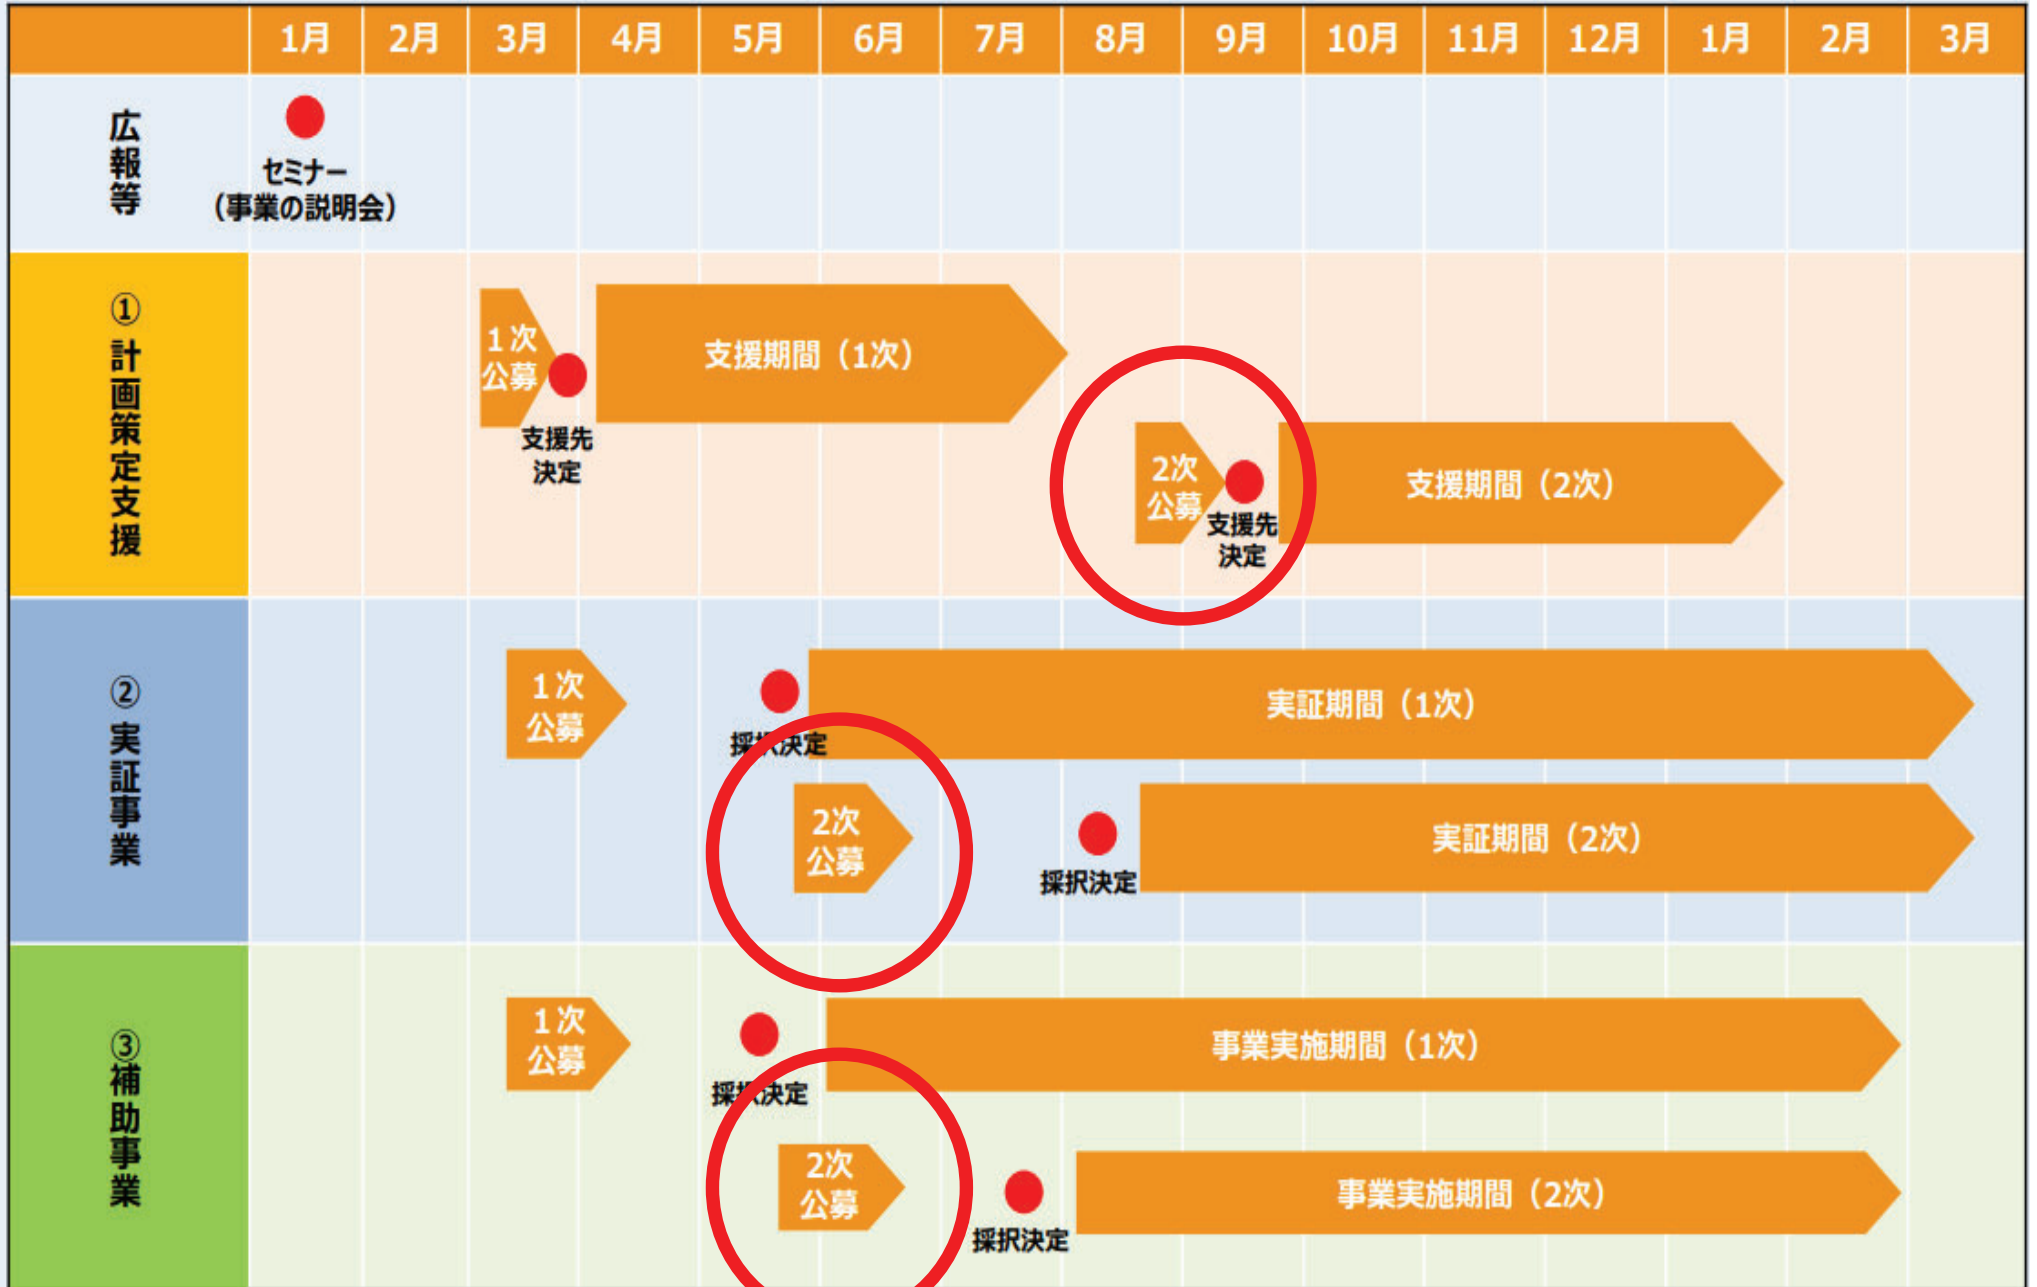 1月 2月 3月 4月 5月 6月 7月 8月 9月 10月 11月 12月 1月 2月 3月
広報等
セミナー
（事業の説明会）
①計画策定支援
1次
公募
支援先
決定
支援期間（1次）
2次
公募
支援先
決定
支援期間（2次）
②実証事業
1次
公募
採択決定
実証期間（1次）
2次
公募
採択決定
実証期間（2次）
③補助事業
1次
公募
採択決定
事業実施期間（1次）
2次
公募
採択決定
事業実施期間（2次）